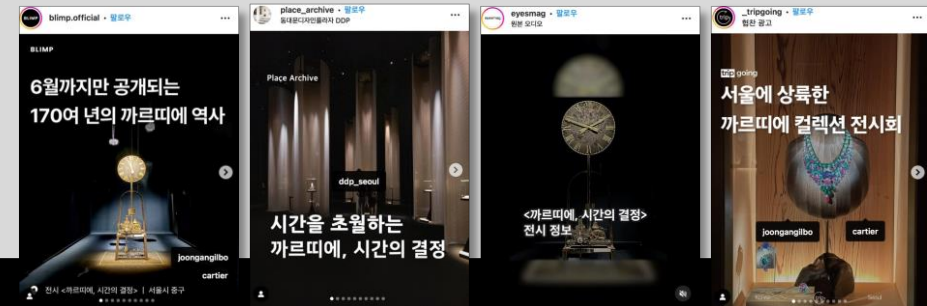 blimp.official • 팔로우
BLIMP
6월까지만 공개되는
170여 년의 까르띠에 역사
joongangilbo
cartier
전시 <까르띠에, 시간의 결정> | 서울시 중구
place_archive • 팔로우
동대문디자인플라자 DDP
Place Archive
ddp_seoul
시간을 초월하는
까르띠에, 시간의 결정
eyesmag • 팔로우
원본 오디오
<까르띠에, 시간의 결정>
전시 정보
_tripgoing • 팔로우
협찬 광고
trip going
서울에 상륙한
까르띠에 컬렉션 전시회
joongangilbo
cartier
Seoul